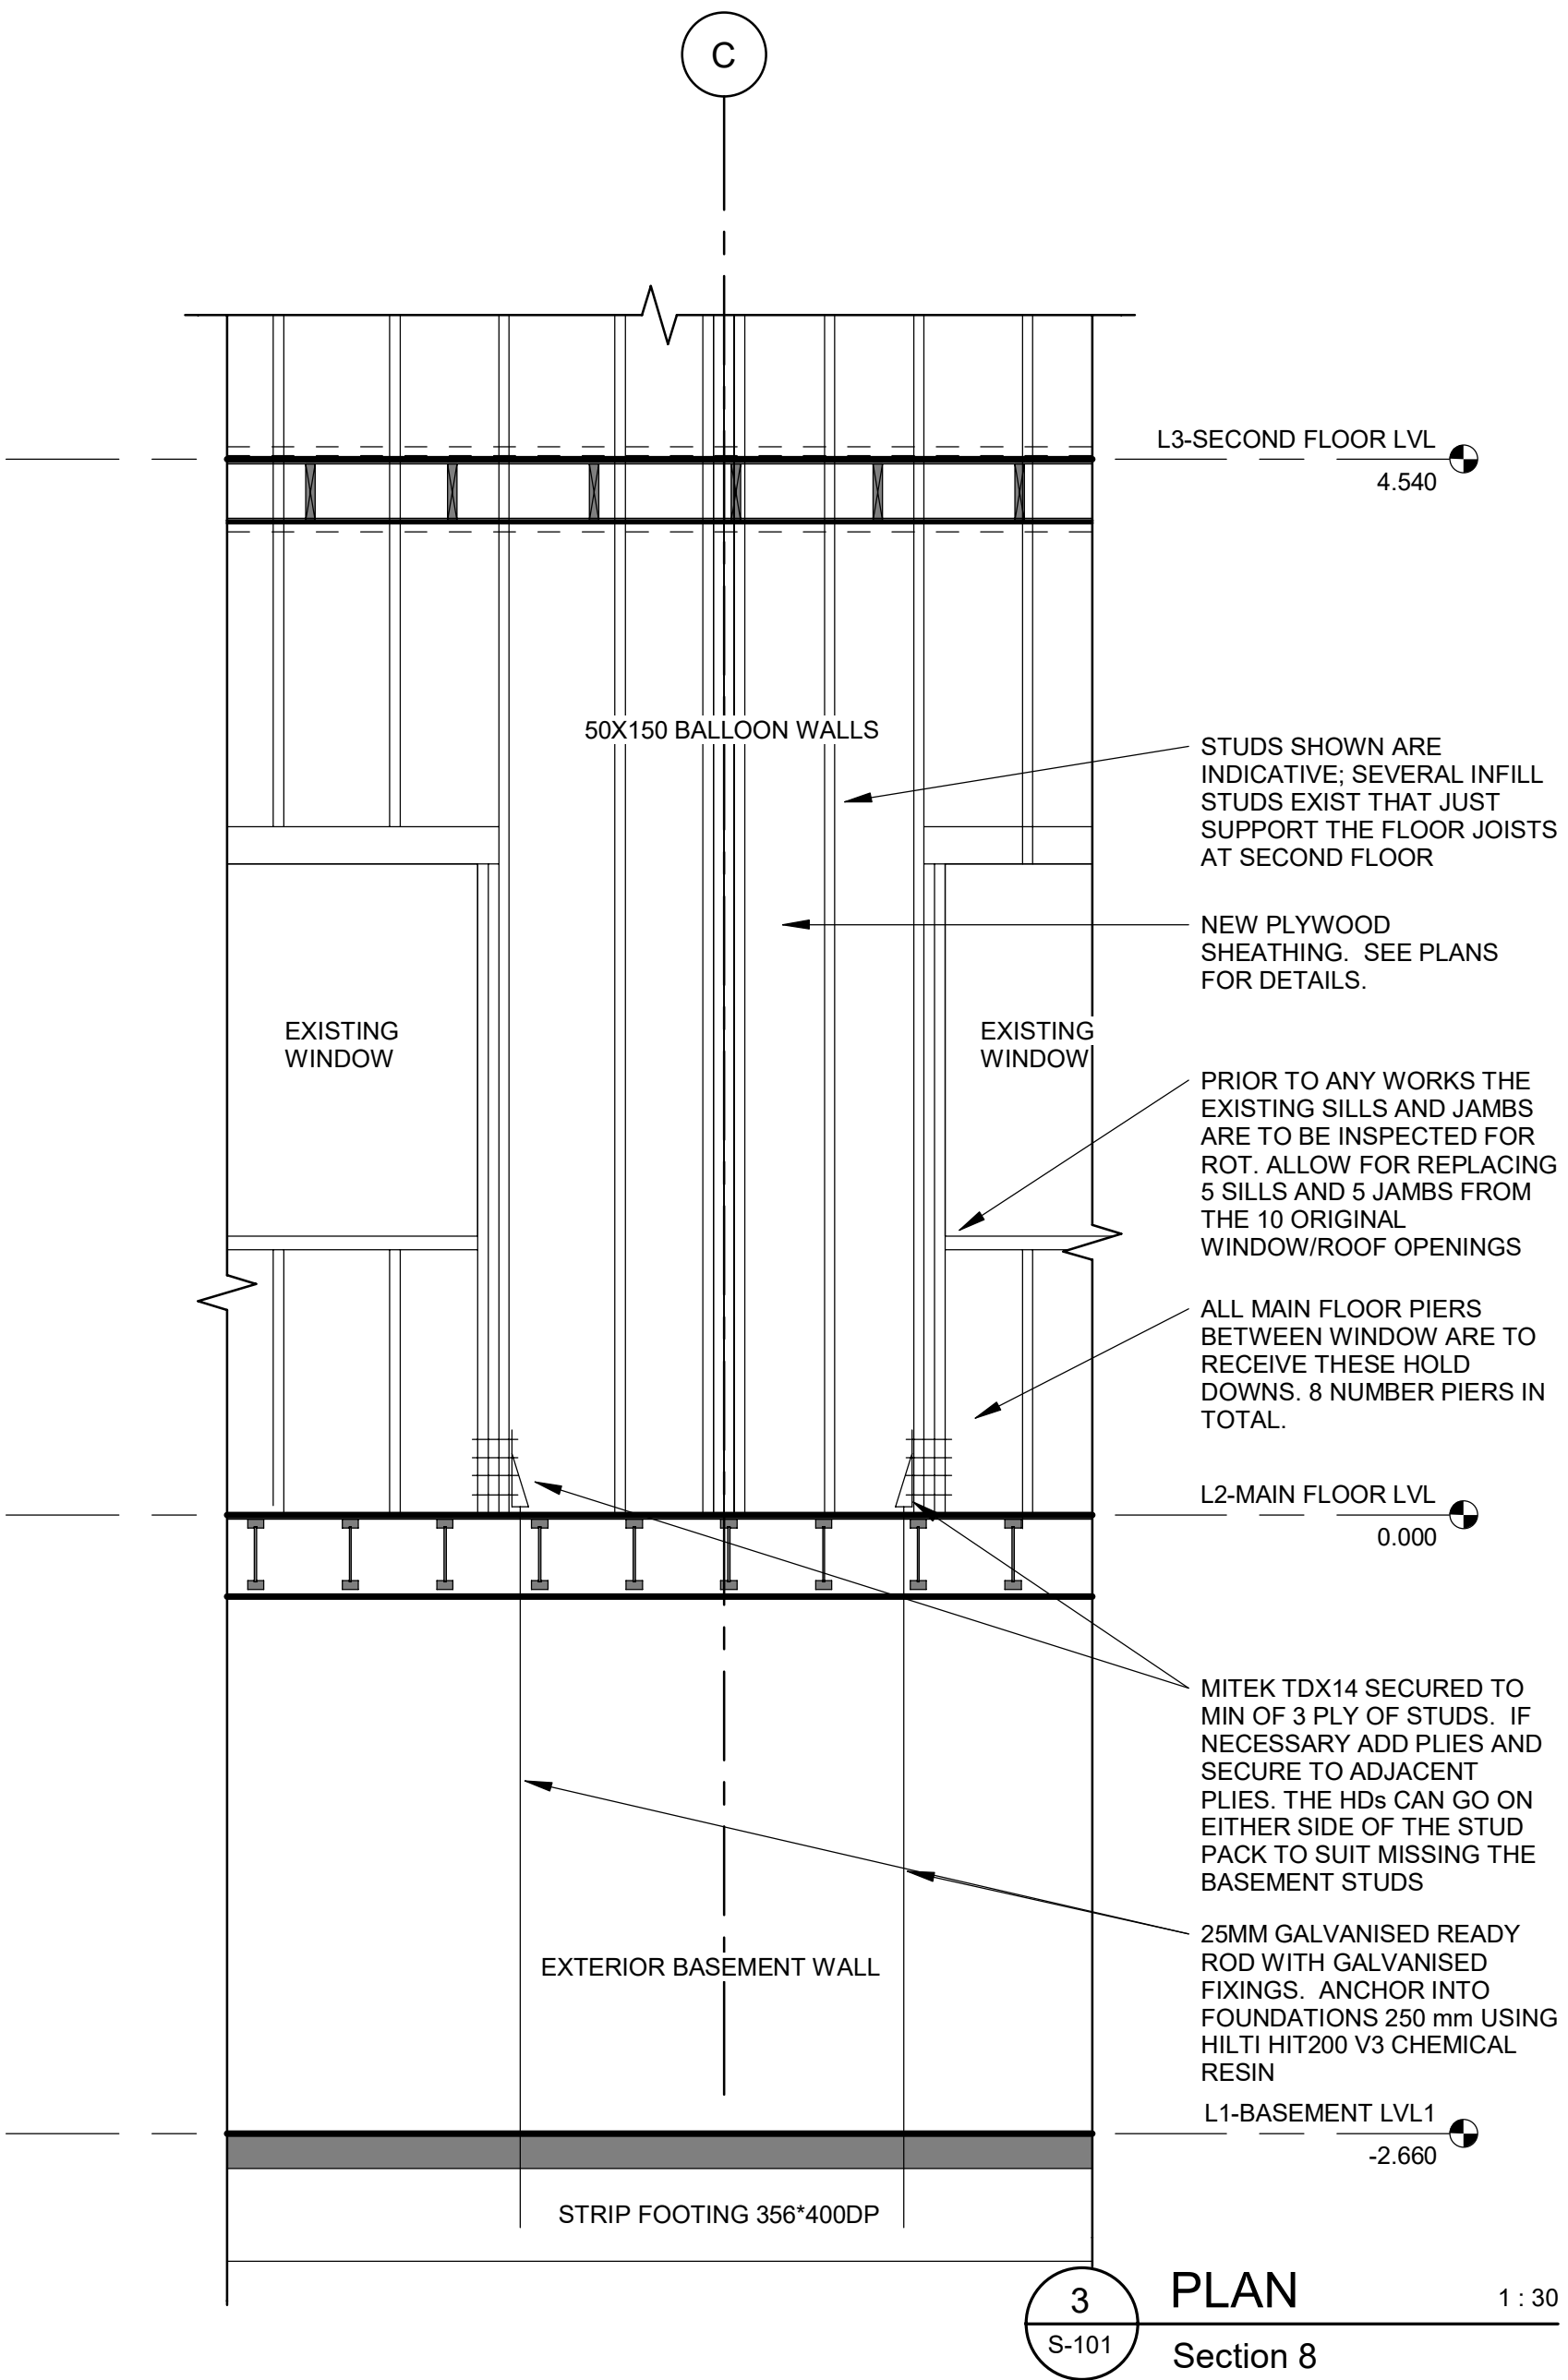 C
L3-SECOND FLOOR LVL
4.540
50X150 BALLOON WALLS
STUDS SHOWN ARE
INDICATIVE; SEVERAL INFILL
STUDS EXIST THAT JUST
SUPPORT THE FLOOR JOISTS
AT SECOND FLOOR
NEW PLYWOOD
SHEATHING. SEE PLANS
FOR DETAILS.
EXISTING
WINDOW
EXISTING
WINDOW
PRIOR TO ANY WORKS THE
EXISTING SILLS AND JAMBS
ARE TO BE INSPECTED FOR
ROT. ALLOW FOR REPLACING
5 SILLS AND 5 JAMBS FROM
THE 10 ORIGINAL
WINDOW/ROOF OPENINGS
ALL MAIN FLOOR PIERS
BETWEEN WINDOW ARE TO
RECEIVE THESE HOLD
DOWNS. 8 NUMBER PIERS IN
TOTAL.
L2-MAIN FLOOR LVL
0.000
MITEK TDX14 SECURED TO
MIN OF 3 PLY OF STUDS. IF
NECESSARY ADD PLIES AND
SECURE TO ADJACENT
PLIES. THE HDs CAN GO ON
EITHER SIDE OF THE STUD
PACK TO SUIT MISSING THE
BASEMENT STUDS
25MM GALVANISED READY
ROD WITH GALVANISED
FIXINGS. ANCHOR INTO
FOUNDATIONS 250 mm USING
HILTI HIT200 V3 CHEMICAL
RESIN
EXTERIOR BASEMENT WALL
L1-BASEMENT LVL1
-2.660
STRIP FOOTING 356*400DP
3
S-101
PLAN
1 : 30
Section 8